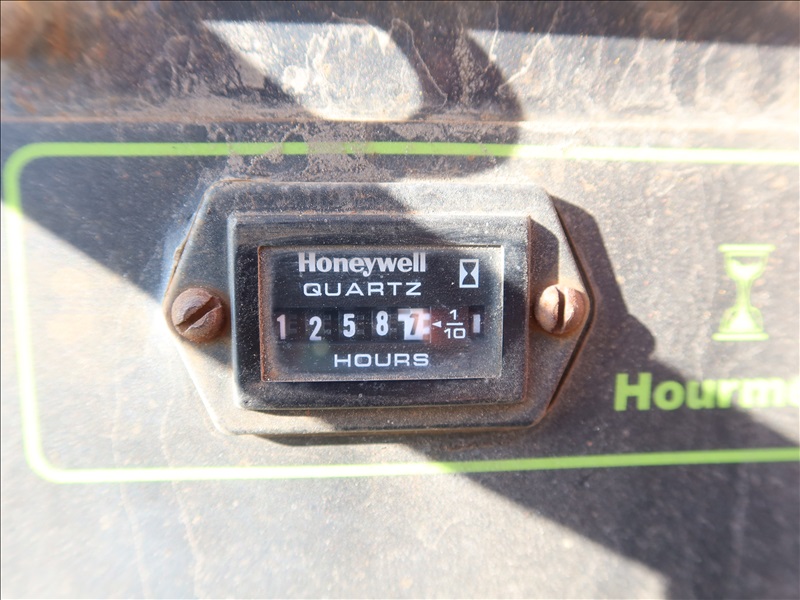 Honeywell
QUARTZ
1 2 5 8 7 ◄ 1/10
HOURS
Hourm